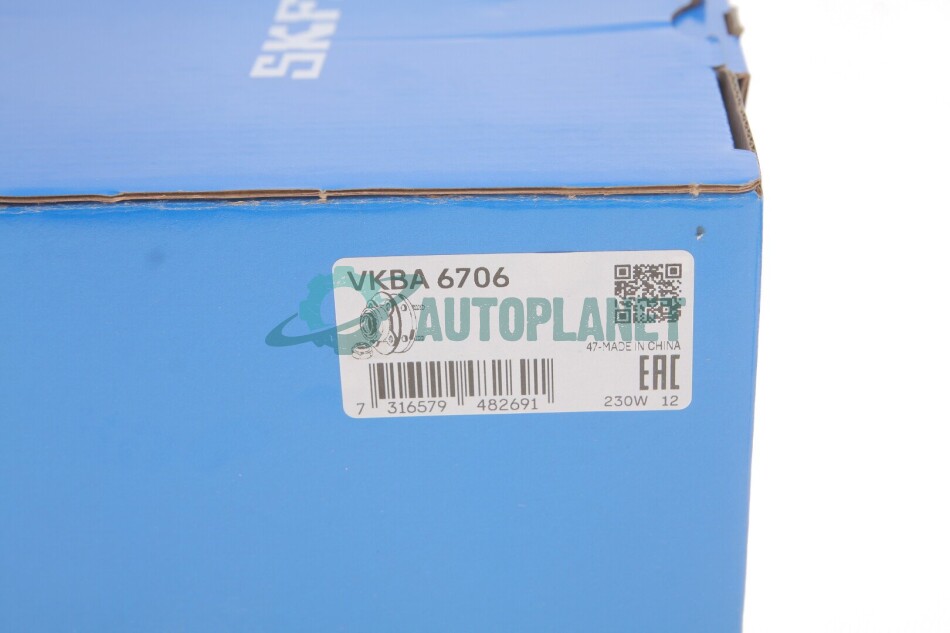 SKF
VKBA 6706
AUTOPLANET
47-MADE IN CHINA
EAC
7 316579 482691
230W 12